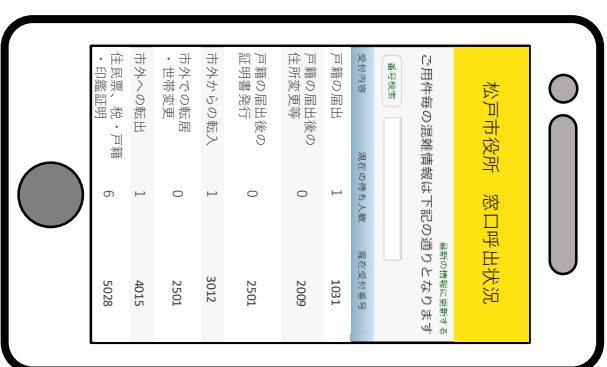 松戸市役所　窓口呼出状況
最新の情報に更新する
ご用件毎の混雑情報は下記の通りとなります
番号検索
受付内容 現在の待ち人数 現在受付番号
戸籍の届出 1 1031
戸籍の届出後の
住所変更等 0 2009
戸籍の届出後の
証明書発行 0 2501
市外からの転入 1 3012
市外での転居
・世帯変更 0 2501
市外への転出 1 4015
住民票、税・戸籍
・印鑑証明 6 5028